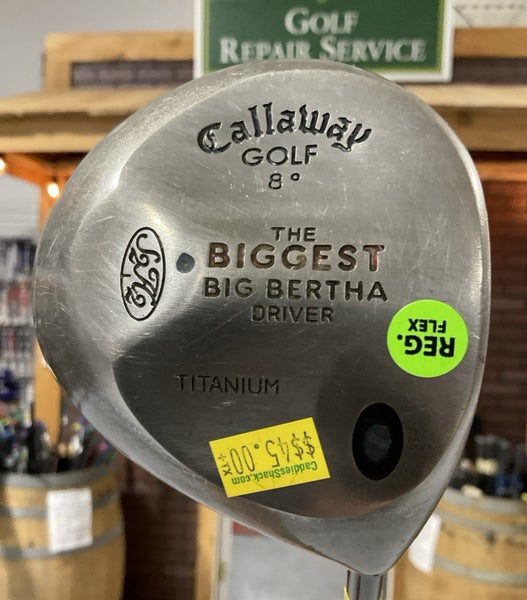 GOLF
REPAIR SERVICE
Callaway
GOLF
8°
THE
BIGGEST
BIG BERTHA
DRIVER
TITANIUM
REG.
FLEX
$$45.00
CaddiesShack.com